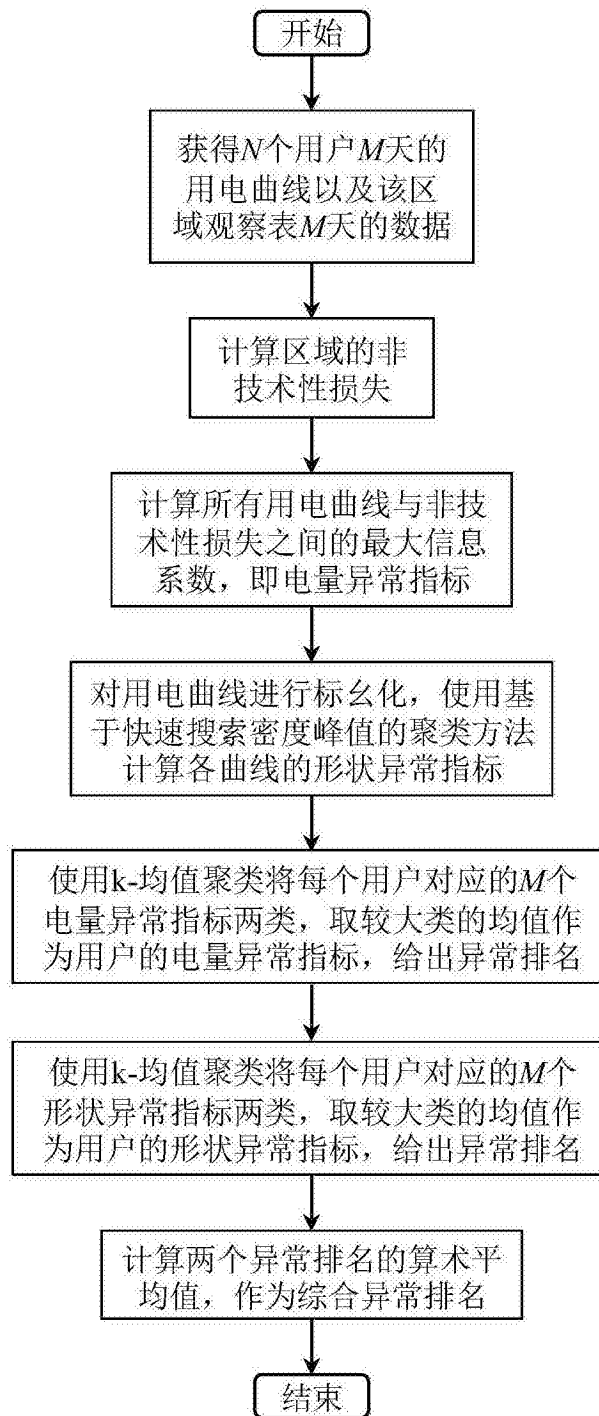 开始
获得N个用户M天的
用电曲线以及该区
域观察表M天的数据
计算区域的非
技术性损失
计算所有用电曲线与非技
术性损失之间的最大信息
系数，即电量异常指标
对用电曲线进行标幺化，使用基
于快速搜索密度峰值的聚类方法
计算各曲线的形状异常指标
使用k-均值聚类将每个用户对应的M个
电量异常指标两类，取较大类的均值作
为用户的电量异常指标，给出异常排名
使用k-均值聚类将每个用户对应的M个
形状异常指标两类，取较大类的均值作
为用户的形状异常指标，给出异常排名
计算两个异常排名的算术平
均值，作为综合异常排名
结束